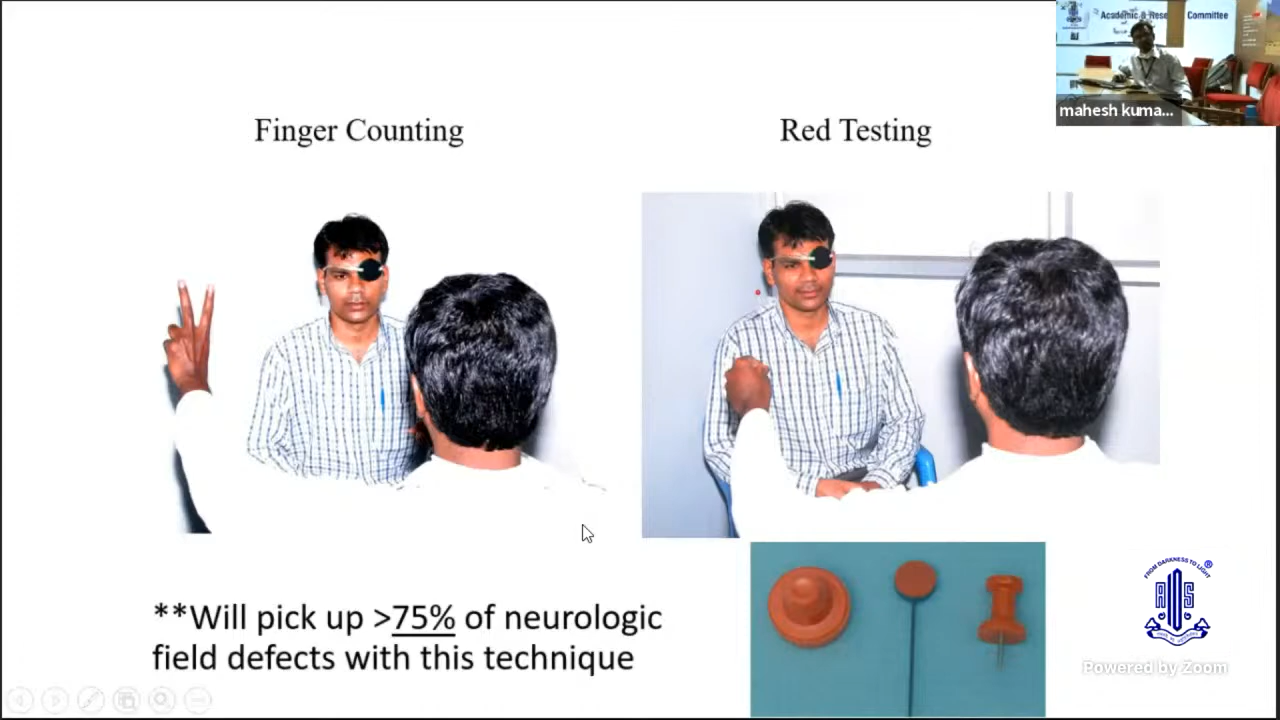 Academic & Rese Committee
mahesh kuma...
Finger Counting
Red Testing
**Will pick up >75% of neurologic
field defects with this technique
FROM DARKNESS TO LIGHT
®
Powered by Zoom